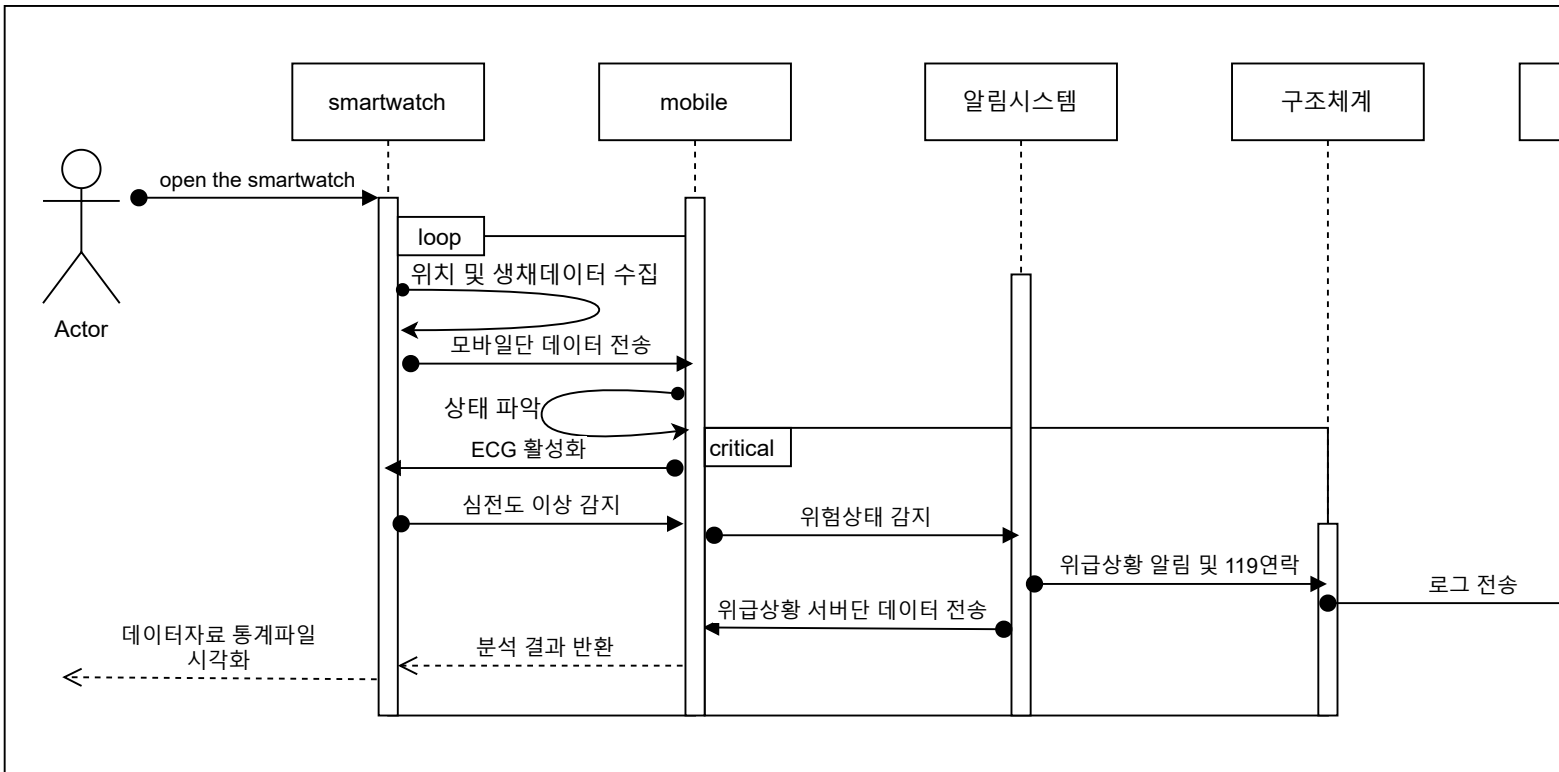 smartwatch
mobile
알림시스템
구조체계
open the smartwatch
loop
위치 및 생채데이터 수집
Actor
모바일단 데이터 전송
상태 파악
ECG 활성화
critical
심전도 이상 감지
위험상태 감지
위급상황 알림 및 119연락
로그 전송
위급상황 서버단 데이터 전송
데이터자료 통계파일
시각화
분석 결과 반환